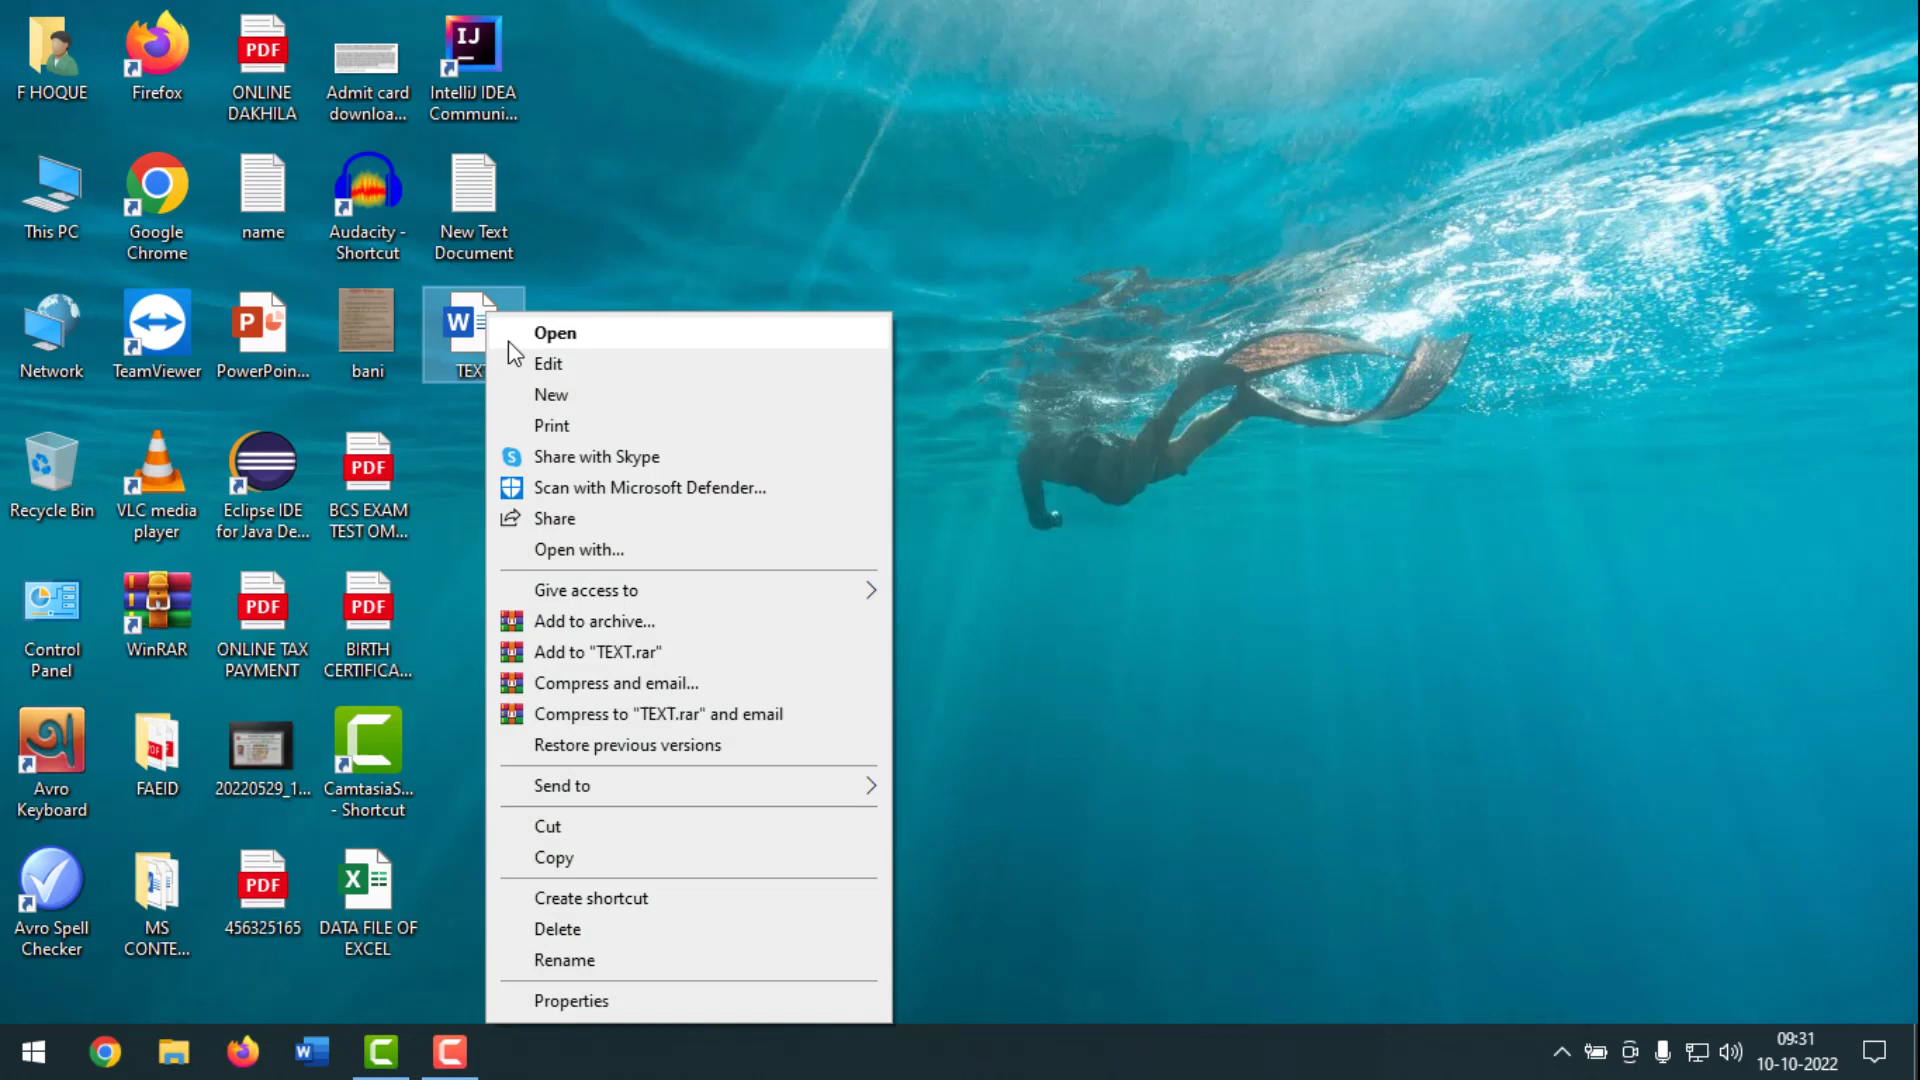 F HOQUE
Firefox
PDF
ONLINE
DAKHILA
Admit card
downloa...
IJ
IntelliJ IDEA
Communi...
This PC
Google
Chrome
name
Audacity -
Shortcut
New Text
Document
Network
TeamViewer
P
PowerPoin...
bani
W
TEXT
Recycle Bin
VLC media
player
Eclipse IDE
for Java De...
PDF
BCS EXAM
TEST OM...
Control
Panel
WinRAR
PDF
ONLINE TAX
PAYMENT
PDF
BIRTH
CERTIFICA...
অ
Avro
Keyboard
PDF
FAEID
20220529_1...
C
CamtasiaS...
- Shortcut
Avro Spell
Checker
MS
CONTE...
PDF
456325165
X
DATA FILE OF
EXCEL
Open
Edit
New
Print
S Share with Skype
Scan with Microsoft Defender...
Share
Open with...
Give access to
Add to archive...
Add to "TEXT.rar"
Compress and email...
Compress to "TEXT.rar" and email
Restore previous versions
Send to
Cut
Copy
Create shortcut
Delete
Rename
Properties
W
C
C
09:31
10-10-2022